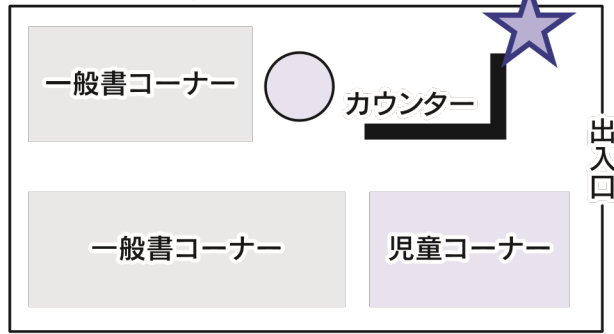 一般書コーナー
カウンター
出入口
一般書コーナー
児童コーナー